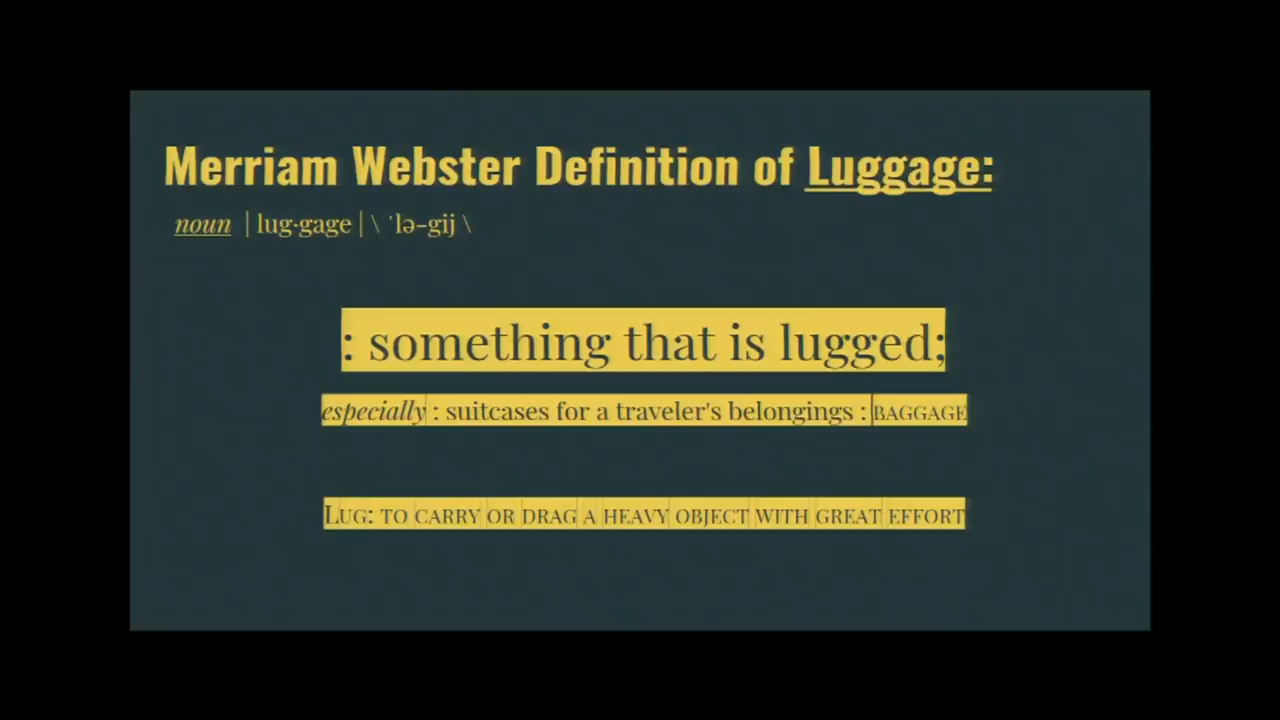 Merriam Webster Definition of Luggage:
noun | lug·gage | \ ˈlə-gij \
: something that is lugged;
especially : suitcases for a traveler's belongings : BAGGAGE
LUG: TO CARRY OR DRAG A HEAVY OBJECT WITH GREAT EFFORT